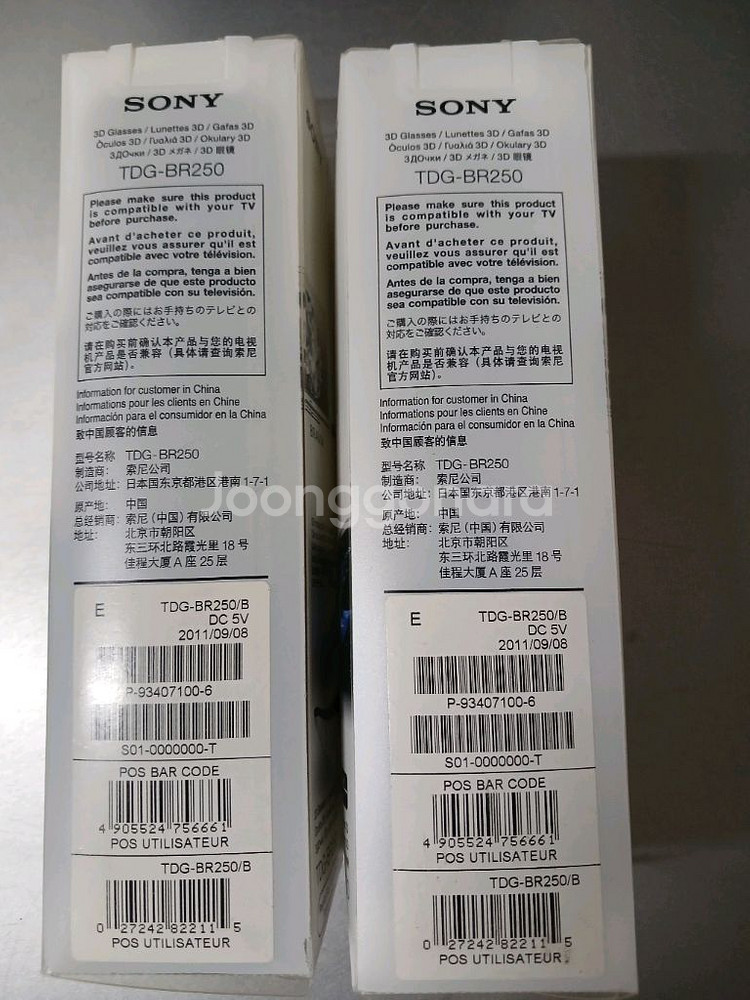 SONY
3D Glasses / Lunettes 3D / Gafas 3D
Óculos 3D / Γυαλιά 3D / Okulary 3D
3ДОчки / 3D メガネ / 3D 眼镜
TDG-BR250
Please make sure this product
is compatible with your TV
before purchase.
Avant d'acheter ce produit,
veuillez vous assurer qu'il est
compatible avec votre télévision.
Antes de la compra, tenga a bien
asegurarse de que este producto
sea compatible con su televisión.
ご購入の際にはお手持ちのテレビとの
対応をご確認ください。
请在购买前确认本产品与您的电视
机产品是否兼容（具体请查询索尼
官方网站）。
Information for customer in China
Informations pour les clients en Chine
Información para el consumidor en la China
致中国顾客的信息
型号名称 TDG-BR250
制造商： 索尼公司
公司地址：日本国东京都港区港南1-7-1
原产地： 中国
总经销商：索尼（中国）有限公司
地址： 北京市朝阳区
东三环北路霞光里 18 号
佳程大厦 A 座 25 层
E TDG-BR250/B
DC 5V
2011/09/08
P-93407100-6
S01-0000000-T
POS BAR CODE
4 905524 756661
POS UTILISATEUR
TDG-BR250/B
0 27242 82211 5
POS UTILISATEUR
SONY
3D Glasses / Lunettes 3D / Gafas 3D
Óculos 3D / Γυαλιά 3D / Okulary 3D
3ДОчки / 3D メガネ / 3D 眼镜
TDG-BR250
Please make sure this product
is compatible with your TV
before purchase.
Avant d'acheter ce produit,
veuillez vous assurer qu'il est
compatible avec votre télévision.
Antes de la compra, tenga a bien
asegurarse de que este producto
sea compatible con su televisión.
ご購入の際にはお手持ちのテレビとの
対応をご確認ください。
请在购买前确认本产品与您的电视
机产品是否兼容（具体请查询索尼
官方网站）。
Information for customer in China
Informations pour les clients en Chine
Información para el consumidor en la China
致中国顾客的信息
型号名称 TDG-BR250
制造商： 索尼公司
公司地址：日本国东京都港区港南1-7-1
原产地： 中国
总经销商：索尼（中国）有限公司
地址： 北京市朝阳区
东三环北路霞光里 18 号
佳程大厦 A 座 25 层
E TDG-BR250/B
DC 5V
2011/09/08
P-93407100-6
S01-0000000-T
POS BAR CODE
4 905524 756661
POS UTILISATEUR
TDG-BR250/B
0 27242 82211 5
POS UTILISATEUR
Joonggonara